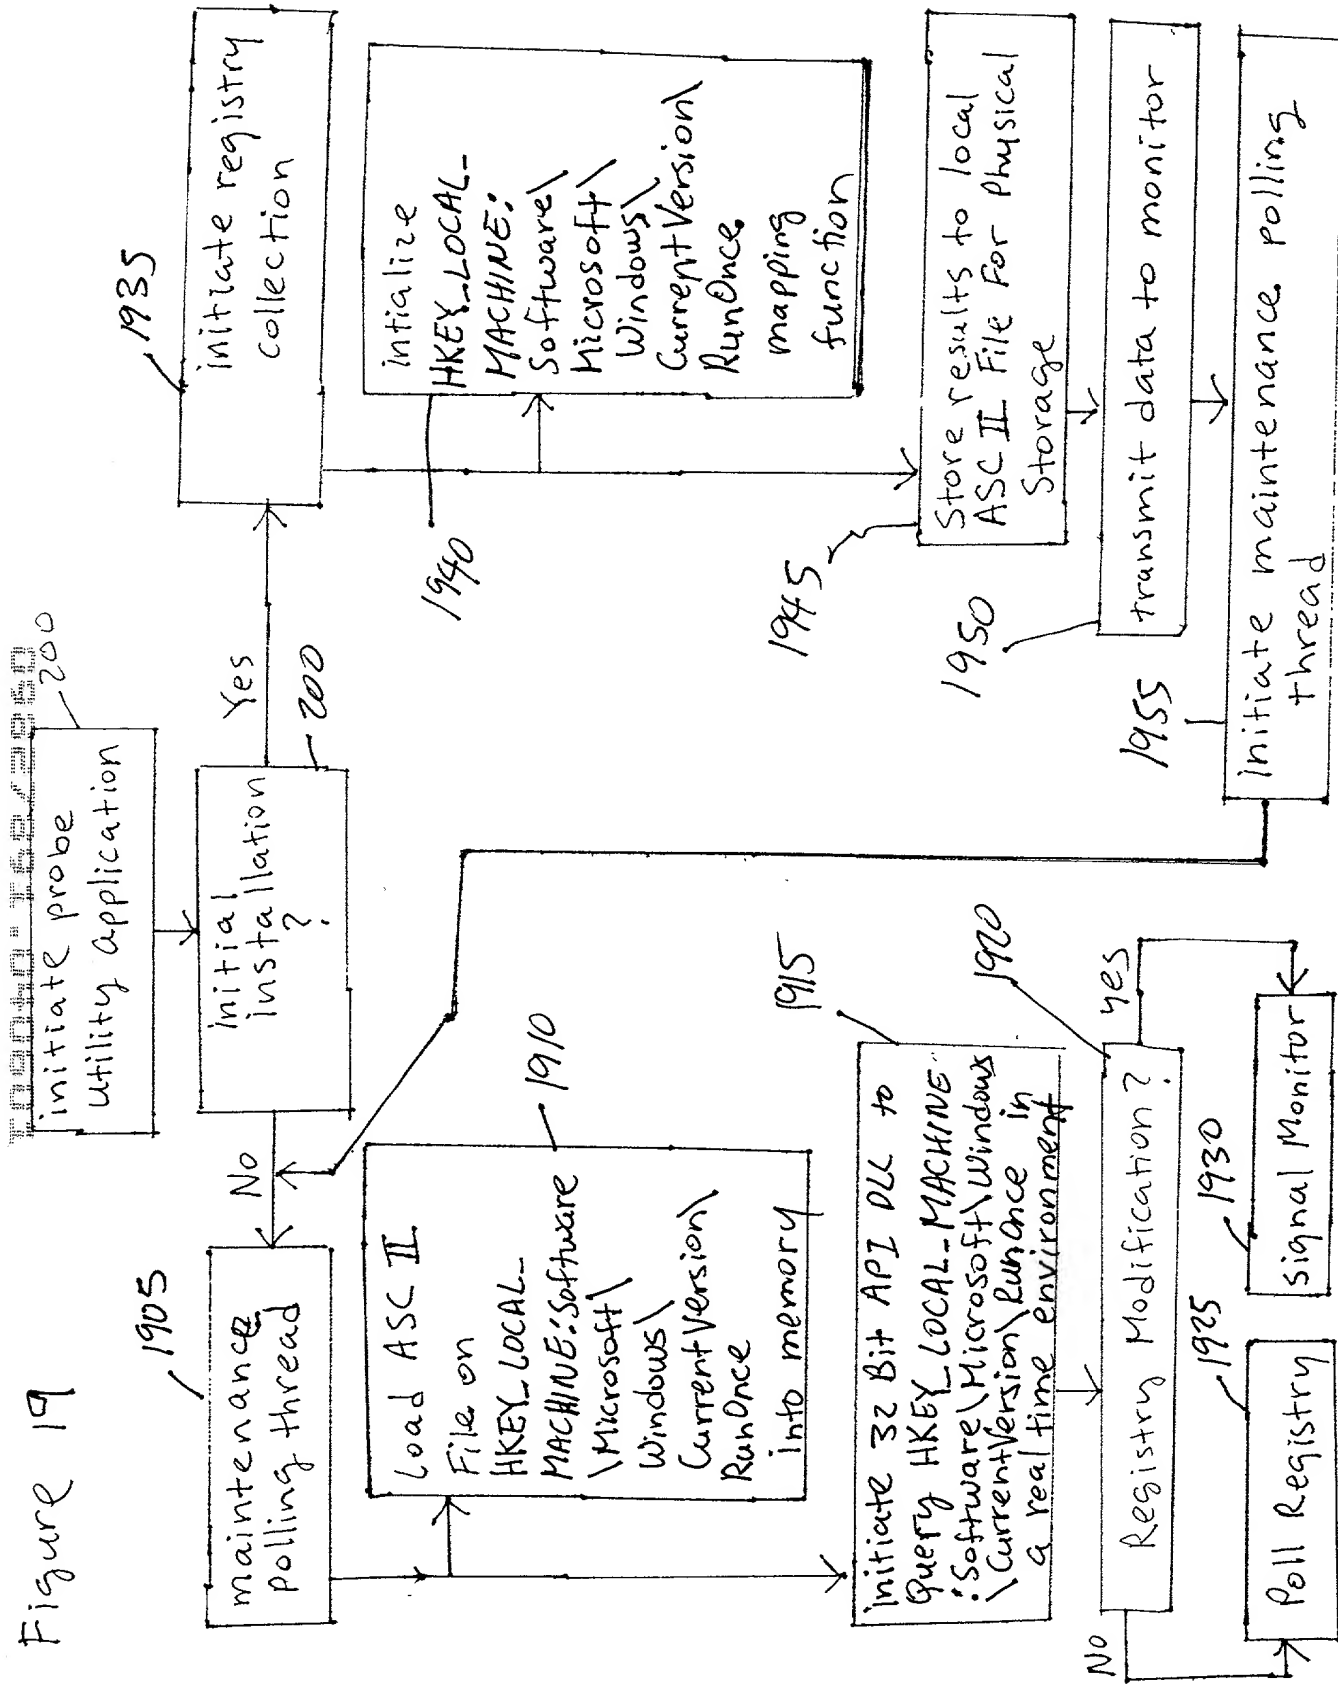 Figure 19
initiate probe
utility application
200
initial
installation
?
200
No
Yes
maintenance
polling thread
1905
Load ASC II
File on
HKEY_LOCAL_
MACHINE:Software
\Microsoft\
Windows\
CurrentVersion\
RunOnce
into memory
1910
initiate 32 Bit API DLL to
Query HKEY_LOCAL_MACHINE
:Software\Microsoft\Windows
\CurrentVersion\RunOnce in
a real time environment
1915
Registry Modification?
1920
No
yes
Poll Registry
1925
signal Monitor
1930
initiate registry
collection
1935
intialize
HKEY_LOCAL_
MACHINE:
Software\
Microsoft\
Windows\
CurrentVersion\
RunOnce
mapping
function
1940
Store results to local
ASC II File For Physical
Storage
1945
transmit data to monitor
1950
initiate maintenance polling
thread
1955